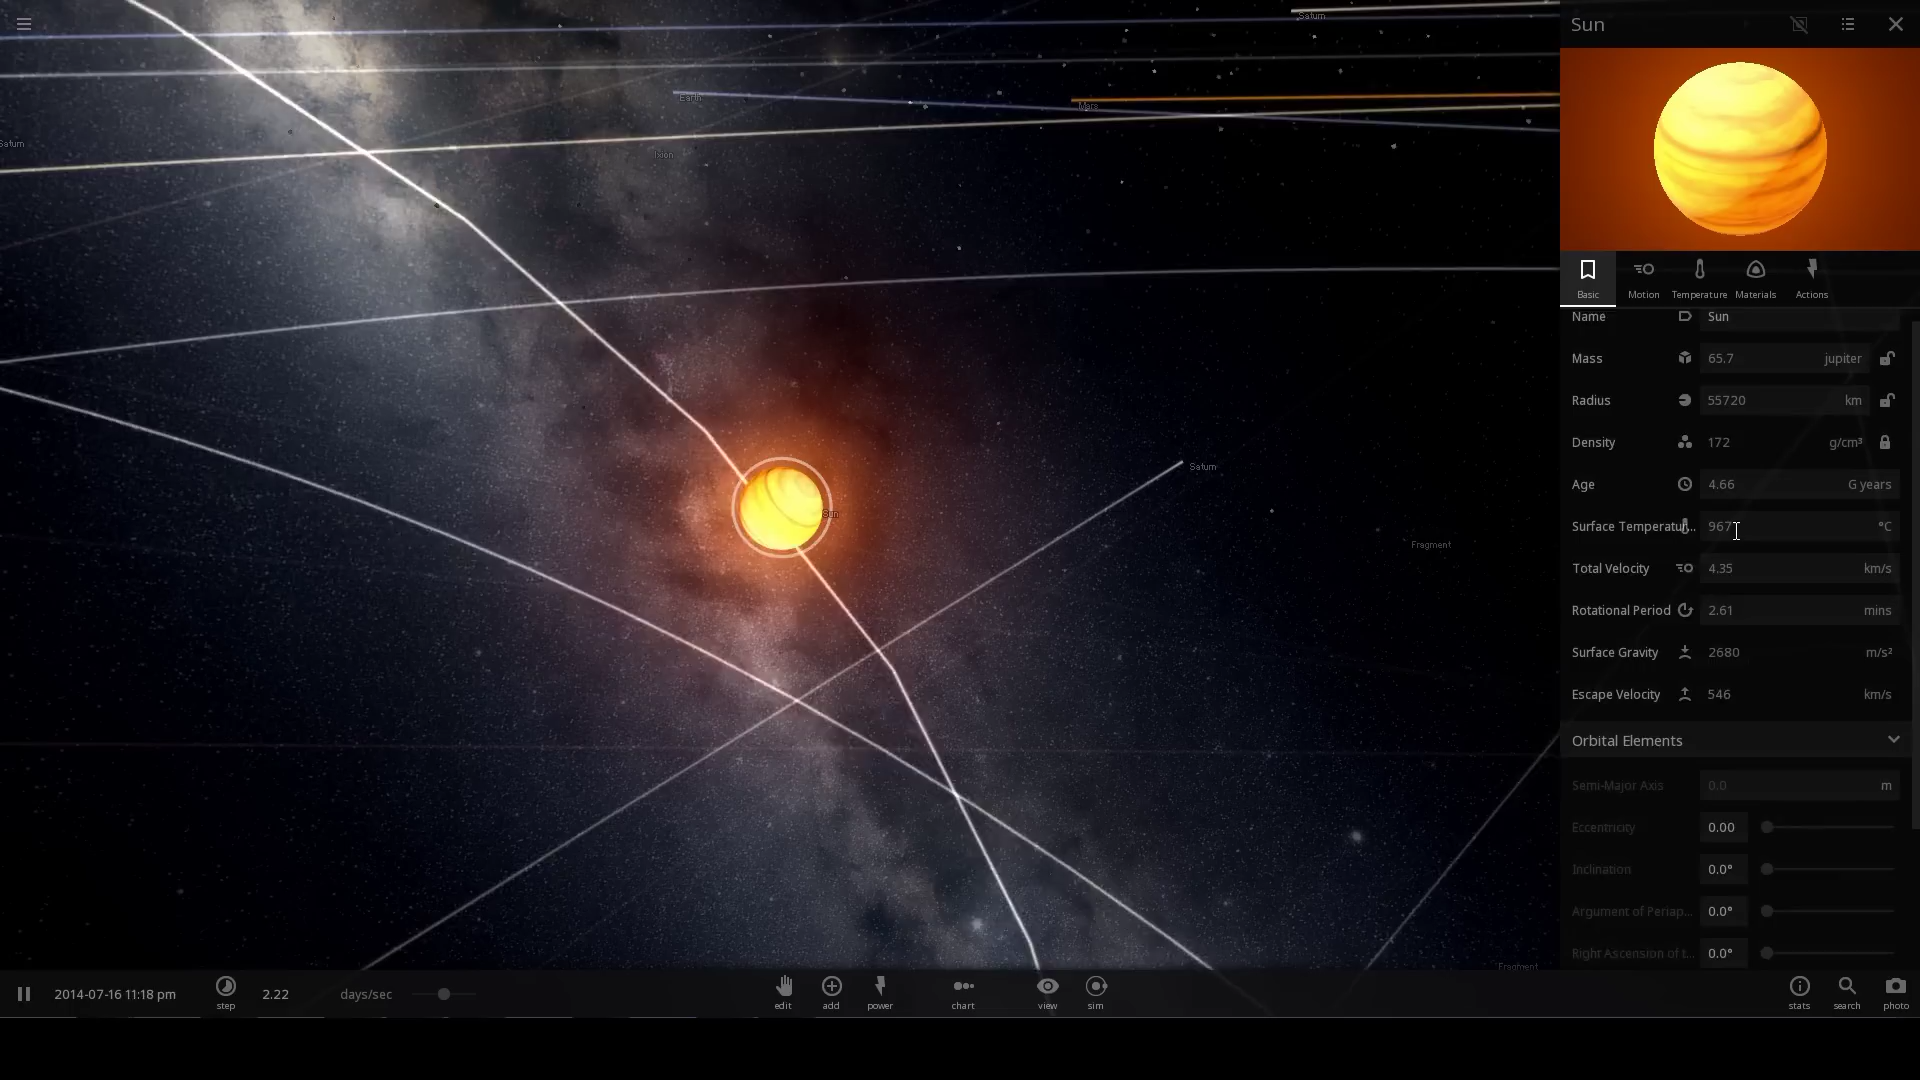 Saturn
Earth
Mars
Saturn
Ixion
Saturn
Sun
Fragment
Fragment
Sun
Basic
Motion
Temperature
Materials
Actions
Name Sun
Mass 65.7 jupiter
Radius 55720 km
Density 172 g/cm³
Age 4.66 G years
Surface Temperatur... 967 °C
Total Velocity 4.35 km/s
Rotational Period 2.61 mins
Surface Gravity 2680 m/s²
Escape Velocity 546 km/s
Orbital Elements
Semi-Major Axis 0.0 m
Eccentricity 0.00
Inclination 0.0°
Argument of Periap... 0.0°
Right Ascension of t... 0.0°
2014-07-16 11:18 pm
step
2.22 days/sec
edit
add
power
chart
view
sim
stats
search
photo